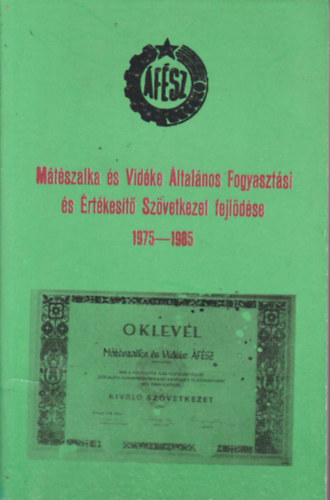 ÁFÉSZ
Mátészalka és Vidéke Általános Fogyasztási
és Értékesítő Szövetkezet fejlődése
1975—1985
OKLEVÉL
Mátészalka és Vidéke ÁFÉSZ
KIVÁLÓ SZÖVETKEZET